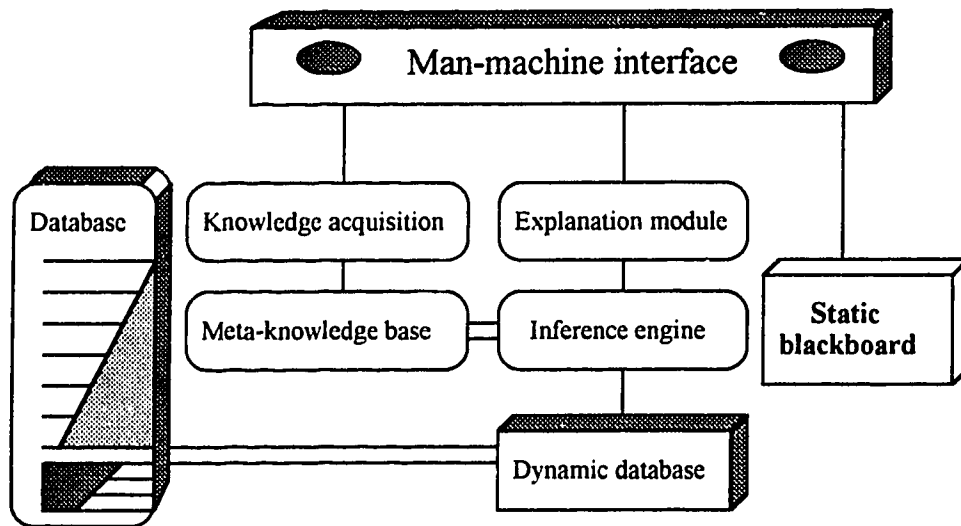 Man-machine interface
Database
Knowledge acquisition
Explanation module
Meta-knowledge base
Inference engine
Static
blackboard
Dynamic database